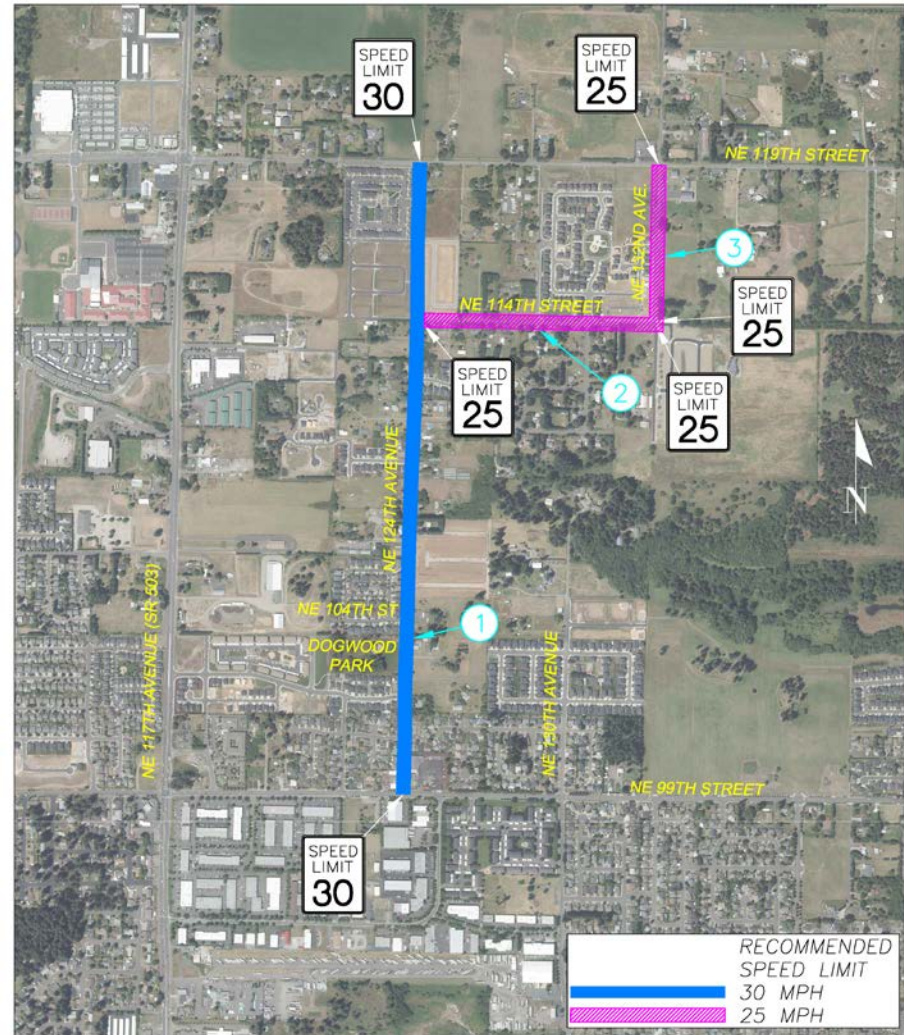 SPEED
LIMIT
30
SPEED
LIMIT
25
NE 119TH STREET
NE 132ND AVE.
3
NE 114TH STREET
SPEED
LIMIT
25
2
SPEED
LIMIT
25
SPEED
LIMIT
25
N
NE 124TH AVENUE
NE 117TH AVENUE (SR 503)
NE 104TH ST
1
DOGWOOD
PARK
NE 130TH AVENUE
NE 99TH STREET
SPEED
LIMIT
30
RECOMMENDED
SPEED LIMIT
30 MPH
25 MPH